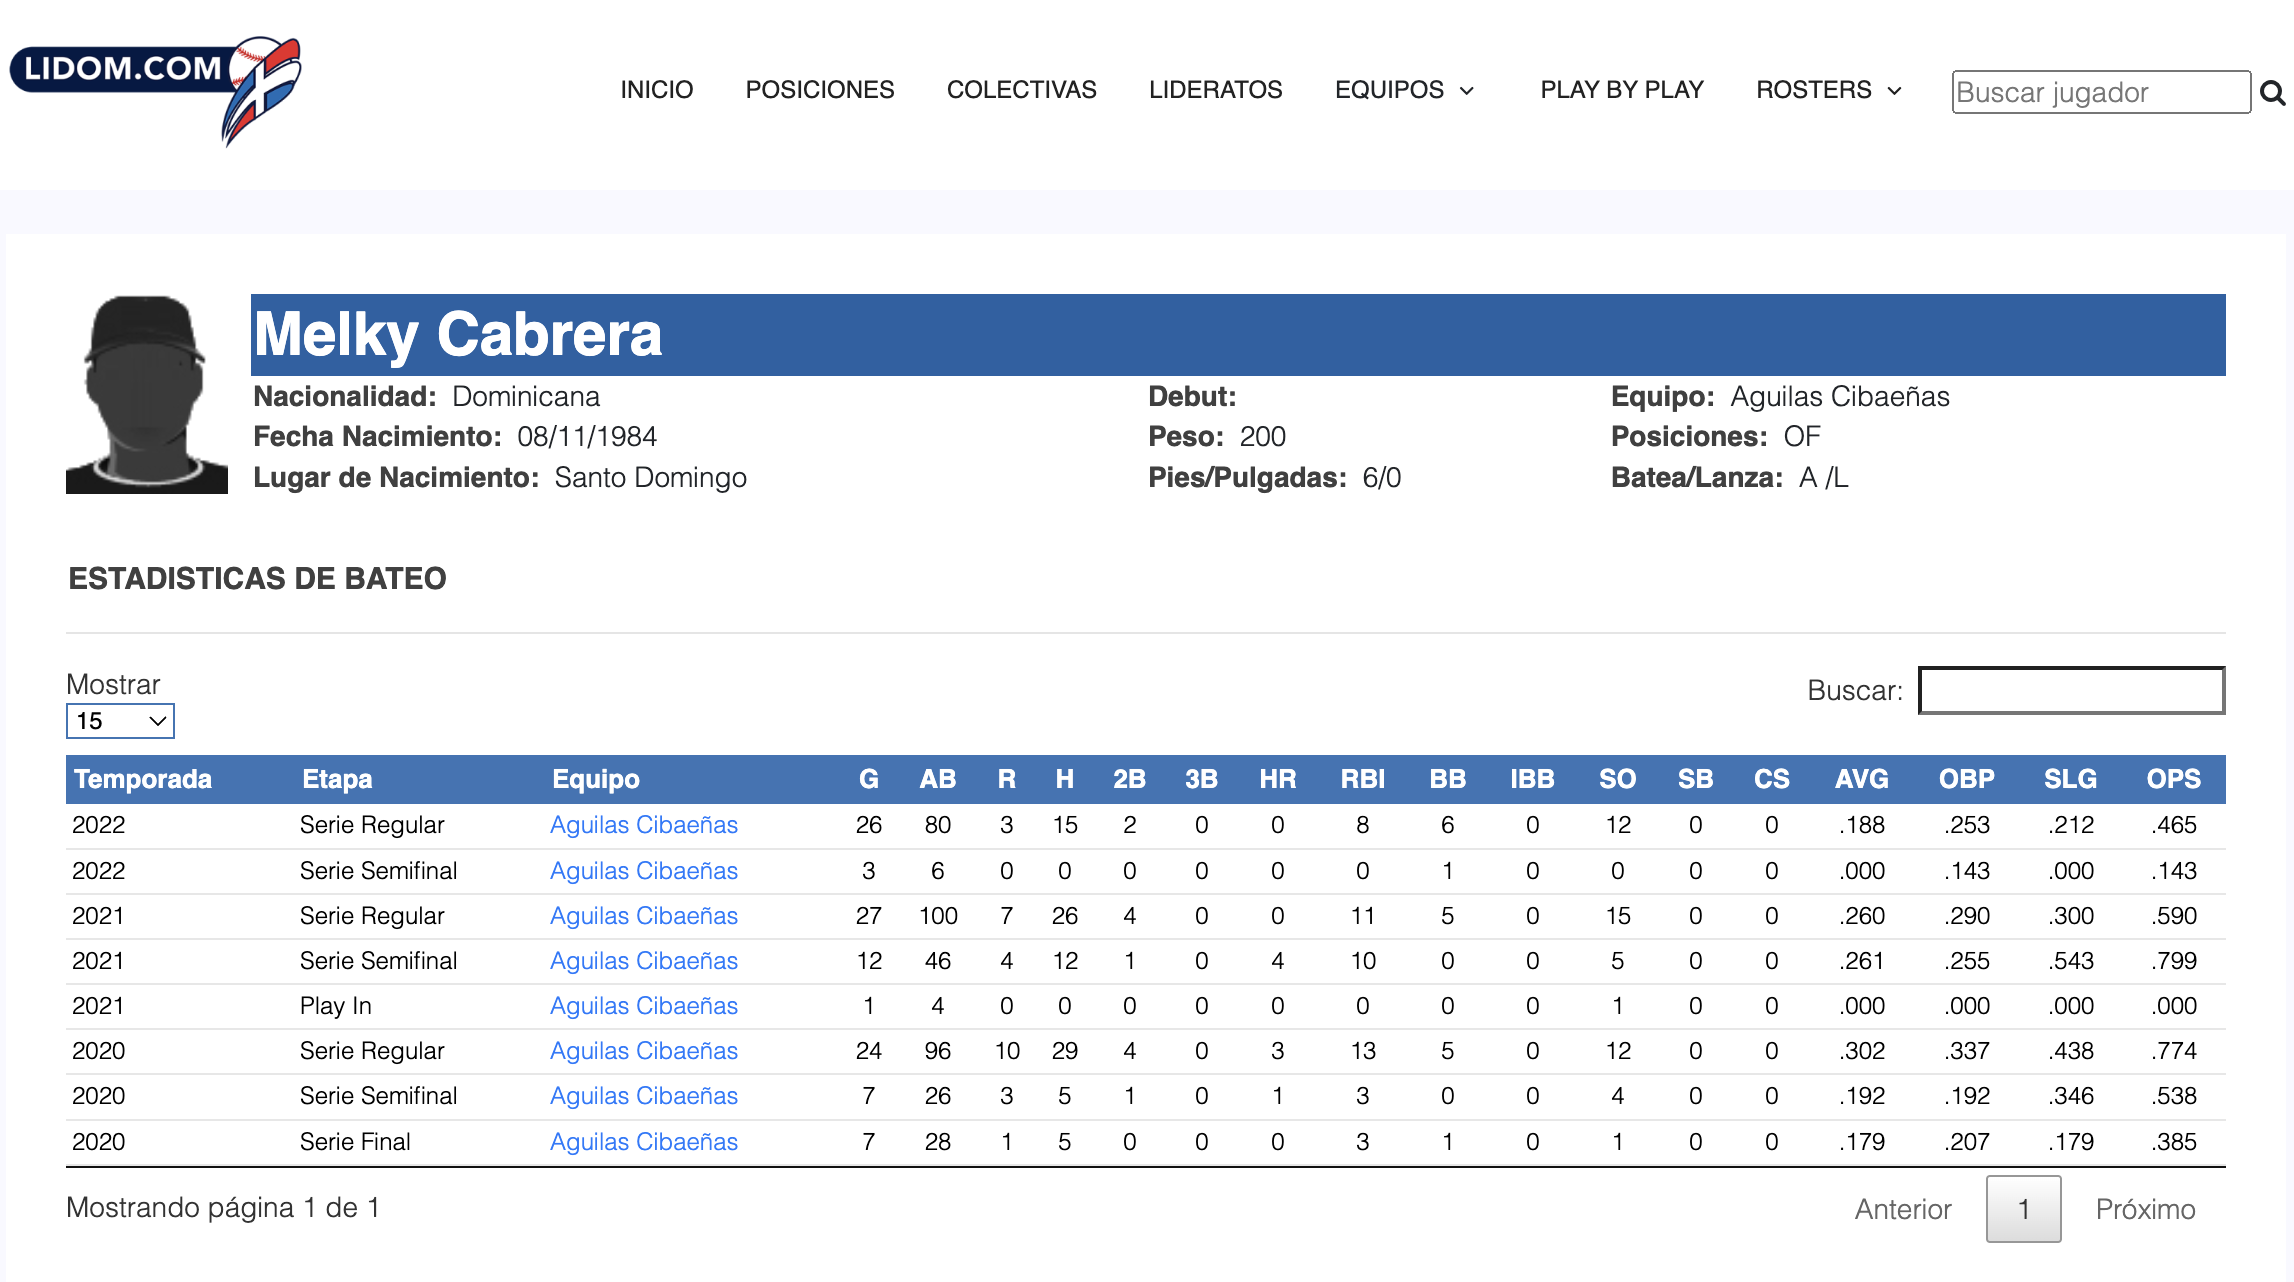 LIDOM.COM
INICIO POSICIONES COLECTIVAS LIDERATOS EQUIPOS PLAY BY PLAY ROSTERS Buscar jugador
Melky Cabrera
Nacionalidad: Dominicana Debut: Equipo: Aguilas Cibaeñas
Fecha Nacimiento: 08/11/1984 Peso: 200 Posiciones: OF
Lugar de Nacimiento: Santo Domingo Pies/Pulgadas: 6/0 Batea/Lanza: A /L
ESTADISTICAS DE BATEO
Mostrar
15
Buscar:
Temporada Etapa Equipo G AB R H 2B 3B HR RBI BB IBB SO SB CS AVG OBP SLG OPS
2022 Serie Regular Aguilas Cibaeñas 26 80 3 15 2 0 0 8 6 0 12 0 0 .188 .253 .212 .465
2022 Serie Semifinal Aguilas Cibaeñas 3 6 0 0 0 0 0 0 1 0 0 0 0 .000 .143 .000 .143
2021 Serie Regular Aguilas Cibaeñas 27 100 7 26 4 0 0 11 5 0 15 0 0 .260 .290 .300 .590
2021 Serie Semifinal Aguilas Cibaeñas 12 46 4 12 1 0 4 10 0 0 5 0 0 .261 .255 .543 .799
2021 Play In Aguilas Cibaeñas 1 4 0 0 0 0 0 0 0 0 1 0 0 .000 .000 .000 .000
2020 Serie Regular Aguilas Cibaeñas 24 96 10 29 4 0 3 13 5 0 12 0 0 .302 .337 .438 .774
2020 Serie Semifinal Aguilas Cibaeñas 7 26 3 5 1 0 1 3 0 0 4 0 0 .192 .192 .346 .538
2020 Serie Final Aguilas Cibaeñas 7 28 1 5 0 0 0 3 1 0 1 0 0 .179 .207 .179 .385
Mostrando página 1 de 1
Anterior 1 Próximo